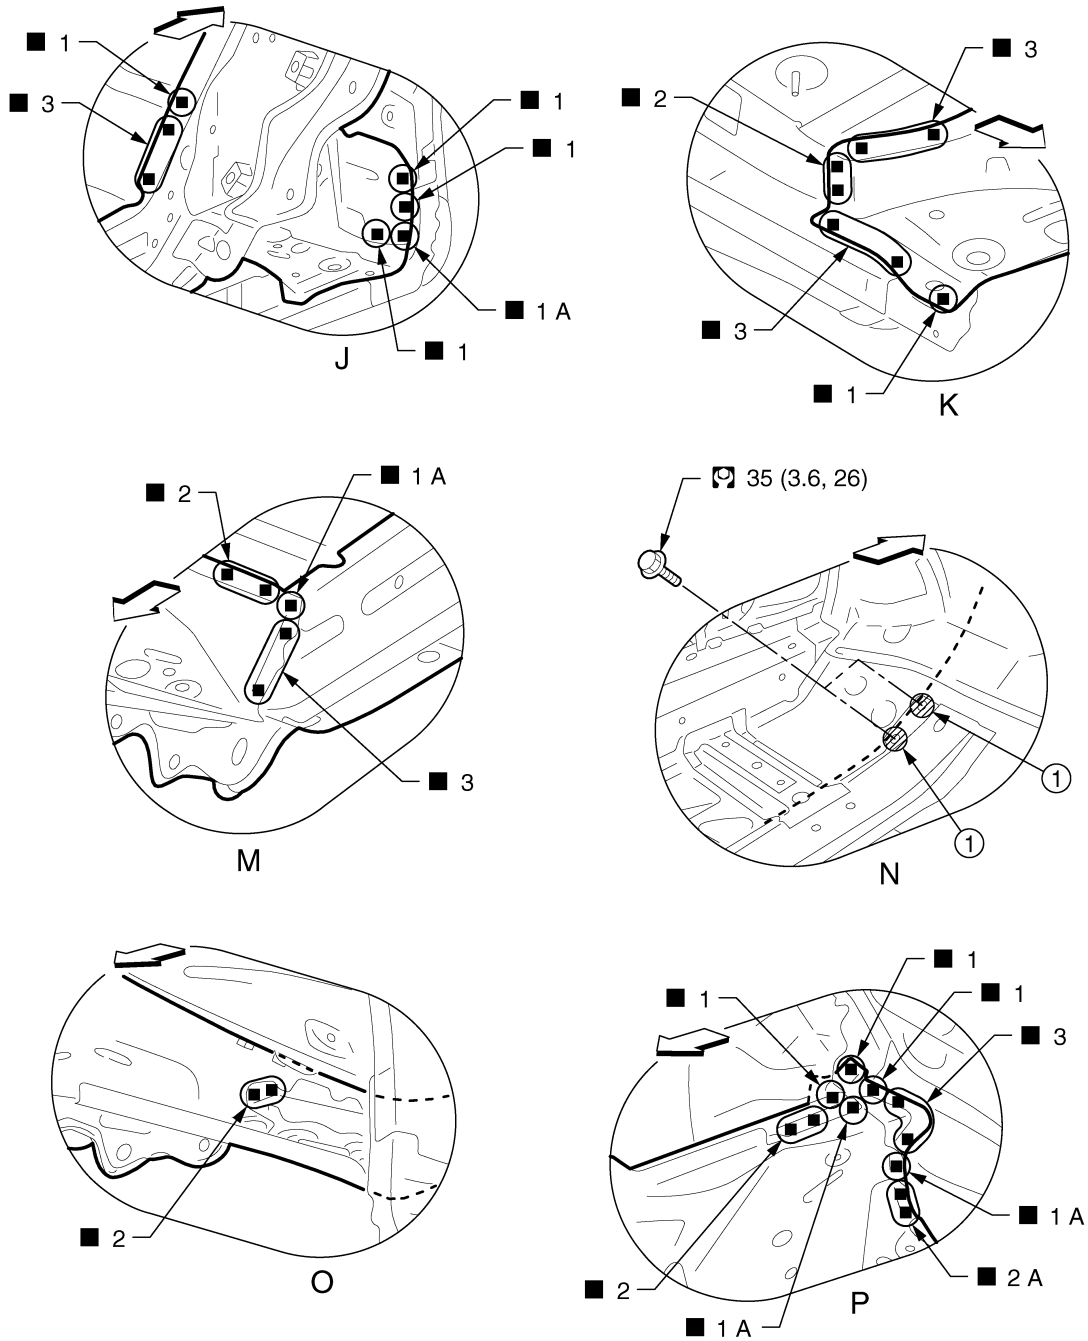 ■ 1
■ 3
■ 1
■ 1
■ 1 A
■ 1
J
■ 3
■ 2
■ 3
■ 1
K
■ 1 A
■ 2
■ 3
M
35 (3.6, 26)
1
1
N
■ 2
O
■ 1
■ 1
■ 1
■ 3
■ 1 A
■ 2 A
■ 2
■ 1 A
P